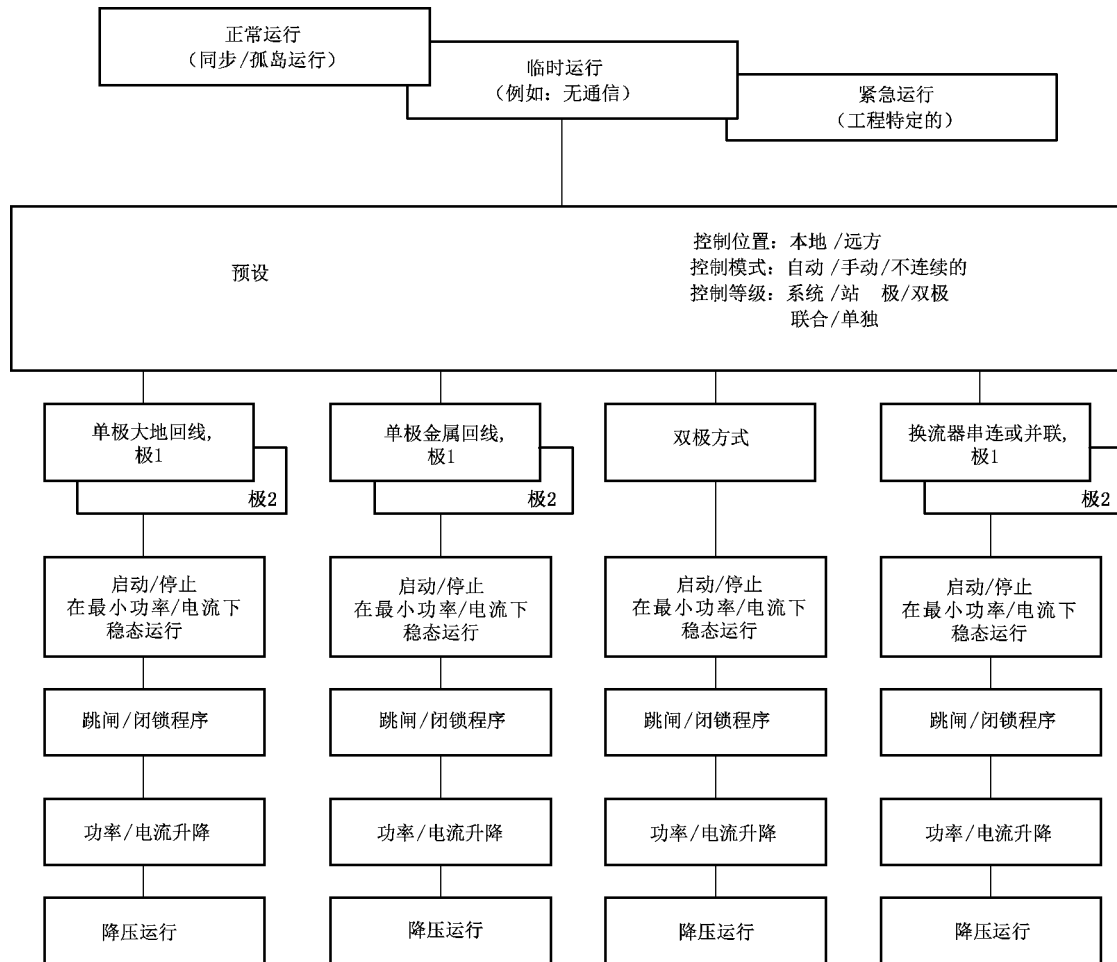 正常运行
（同步/孤岛运行）
临时运行
（例如：无通信）
紧急运行
（工程特定的）
预设
控制位置：本地/远方
控制模式：自动/手动/不连续的
控制等级：系统/站 极/双极
联合/单独
单极大地回线，
极1
极2
单极金属回线，
极1
极2
双极方式
换流器串连或并联，
极1
极2
启动/停止
在最小功率/电流下
稳态运行
启动/停止
在最小功率/电流下
稳态运行
启动/停止
在最小功率/电流下
稳态运行
启动/停止
在最小功率/电流下
稳态运行
跳闸/闭锁程序
跳闸/闭锁程序
跳闸/闭锁程序
跳闸/闭锁程序
功率/电流升降
功率/电流升降
功率/电流升降
功率/电流升降
降压运行
降压运行
降压运行
降压运行